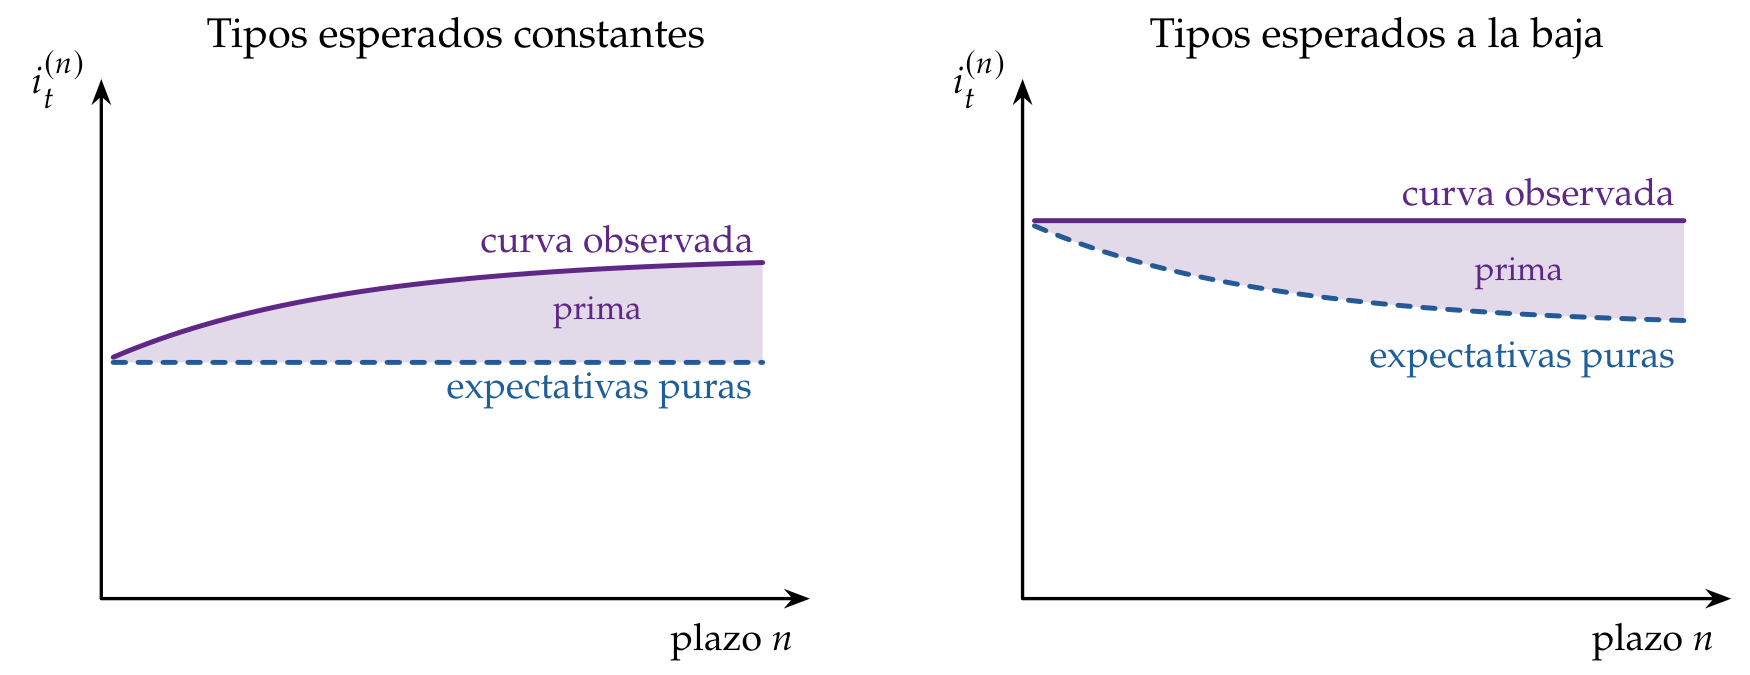 Tipos esperados constantes
i_t^(n)
curva observada
prima
expectativas puras
plazo n
Tipos esperados a la baja
i_t^(n)
curva observada
prima
expectativas puras
plazo n